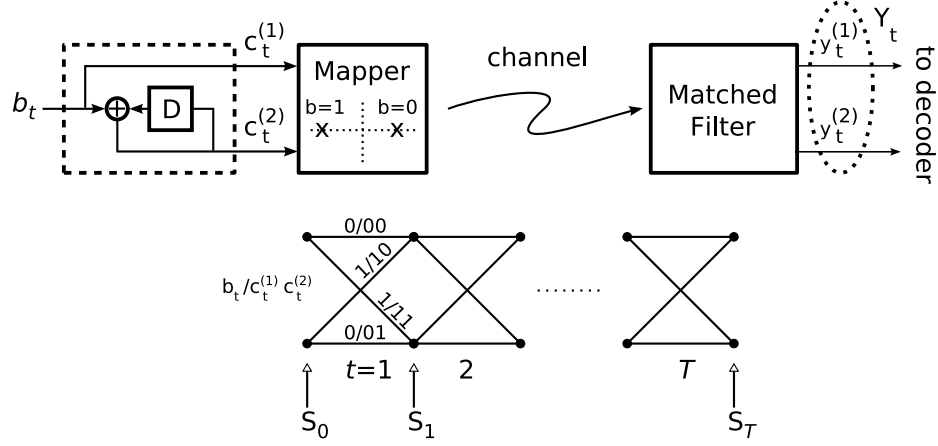 b_t
c_t^(1)
c_t^(2)
D
Mapper
b=1 b=0
x x
channel
Matched
Filter
y_t^(1)
y_t^(2)
Y_t
to decoder
b_t/c_t^(1) c_t^(2)
0/00
1/10
1/11
0/01
t=1 2 T
S_0 S_1 S_T